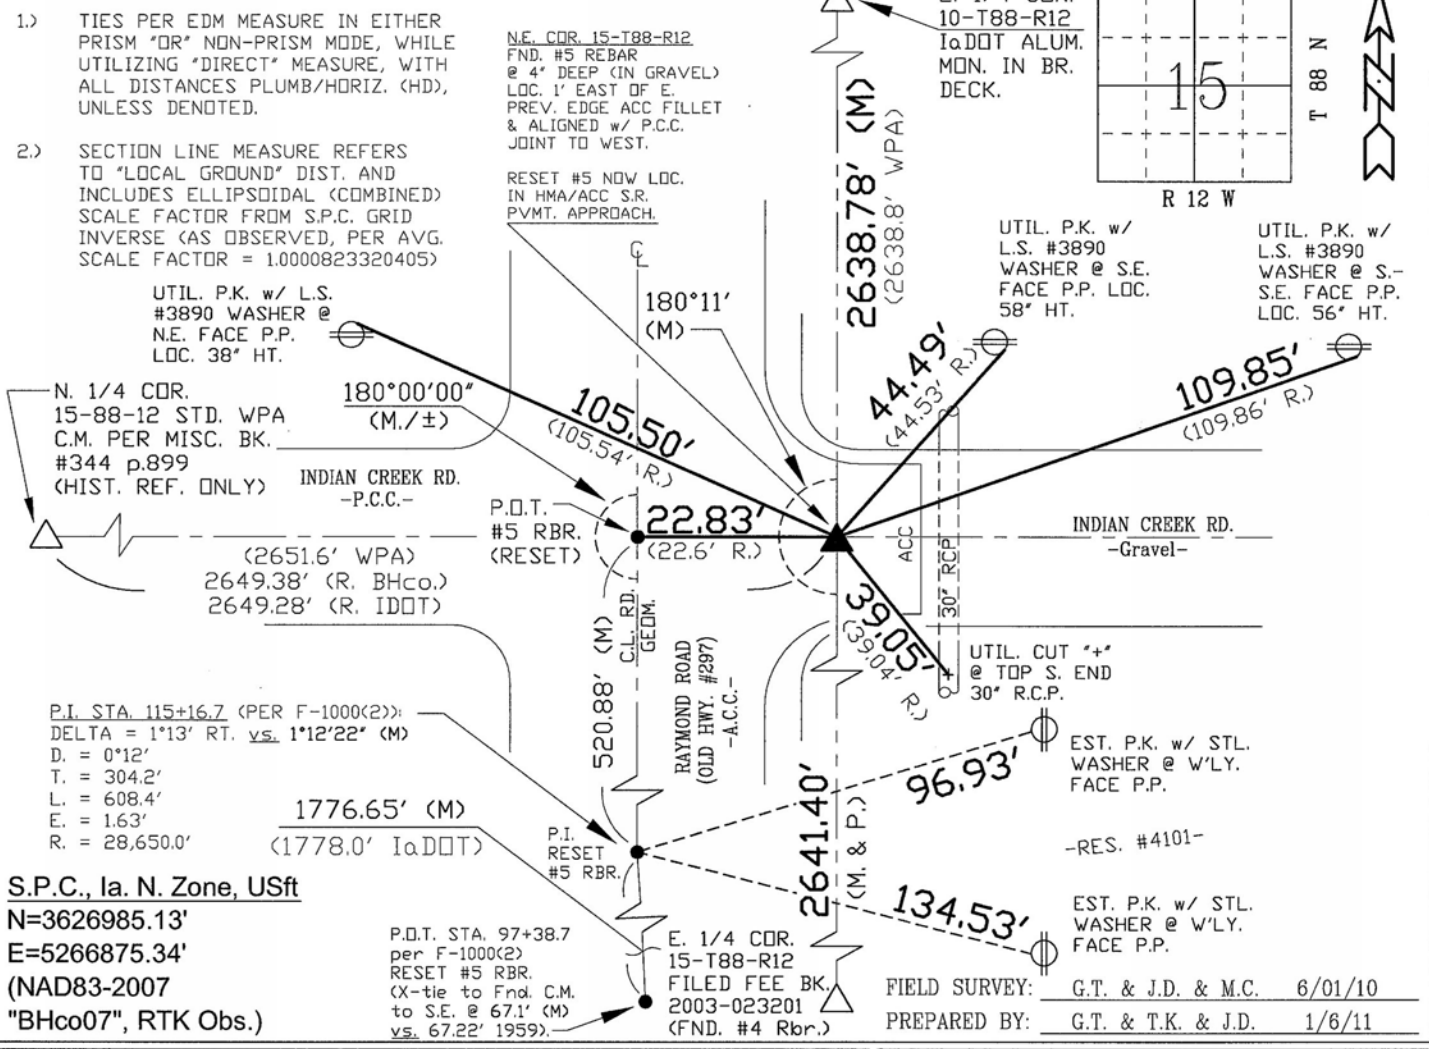 1.) TIES PER EDM MEASURE IN EITHER
PRISM "OR" NON-PRISM MODE, WHILE
UTILIZING "DIRECT" MEASURE, WITH
ALL DISTANCES PLUMB/HORIZ. (HD),
UNLESS DENOTED.
2.) SECTION LINE MEASURE REFERS
TO "LOCAL GROUND" DIST. AND
INCLUDES ELLIPSOIDAL (COMBINED)
SCALE FACTOR FROM S.P.C. GRID
INVERSE (AS OBSERVED, PER AVG.
SCALE FACTOR = 1.0000823320405)
N.E. COR. 15-T88-R12
FND. #5 REBAR
@ 4" DEEP (IN GRAVEL)
LOC. 1' EAST OF E.
PREV. EDGE ACC FILLET
& ALIGNED w/ P.C.C.
JOINT TO WEST.
RESET #5 NOW LOC.
IN HMA/ACC S.R.
PVMT. APPROACH.
10-T88-R12
IaDOT ALUM.
MON. IN BR.
DECK.
2638.78' (M)
(2638.8' WPA)
15
T 88 N
R 12 W
N
UTIL. P.K. w/ L.S.
#3890 WASHER @
N.E. FACE P.P.
LOC. 38" HT.
CL
180°11'
(M)
UTIL. P.K. w/
L.S. #3890
WASHER @ S.E.
FACE P.P. LOC.
58" HT.
UTIL. P.K. w/
L.S. #3890
WASHER @ S.-
S.E. FACE P.P.
LOC. 56" HT.
N. 1/4 COR.
15-88-12 STD. WPA
C.M. PER MISC. BK.
#344 p.899
(HIST. REF. ONLY)
180°00'00"
(M./±)
105.50'
(105.54' R.)
44.49'
(44.53' R.)
109.85'
(109.86' R.)
INDIAN CREEK RD.
-P.C.C.-
P.O.T.
#5 RBR.
(RESET)
22.83'
(22.6' R.)
ACC
30" RCP
INDIAN CREEK RD.
-Gravel-
(2651.6' WPA)
2649.38' (R. BHco.)
2649.28' (R. IDOT)
39.05'
(39.04' R.)
520.88' (M)
C.L. RD.
GEOM.
RAYMOND ROAD
(OLD HWY. #297)
-A.C.C.-
UTIL. CUT "+"
@ TOP S. END
30" R.C.P.
P.I. STA. 115+16.7 (PER F-1000(2)):
DELTA = 1°13' RT. vs. 1°12'22" (M)
D. = 0°12'
T. = 304.2'
L. = 608.4'
E. = 1.63'
R. = 28,650.0'
1776.65' (M)
(1778.0' IaDOT)
P.I.
RESET
#5 RBR.
2641.40'
(M. & P.)
96.93'
EST. P.K. w/ STL.
WASHER @ W'LY.
FACE P.P.
-RES. #4101-
134.53'
EST. P.K. w/ STL.
WASHER @ W'LY.
FACE P.P.
S.P.C., Ia. N. Zone, USft
N=3626985.13'
E=5266875.34'
(NAD83-2007
"BHco07", RTK Obs.)
P.O.T. STA. 97+38.7
per F-1000(2)
RESET #5 RBR.
(X-tie to Fnd. C.M.
to S.E. @ 67.1' (M)
vs. 67.22' 1959).
E. 1/4 COR.
15-T88-R12
FILED FEE BK.
2003-023201
(FND. #4 Rbr.)
FIELD SURVEY: G.T. & J.D. & M.C. 6/01/10
PREPARED BY: G.T. & T.K. & J.D. 1/6/11